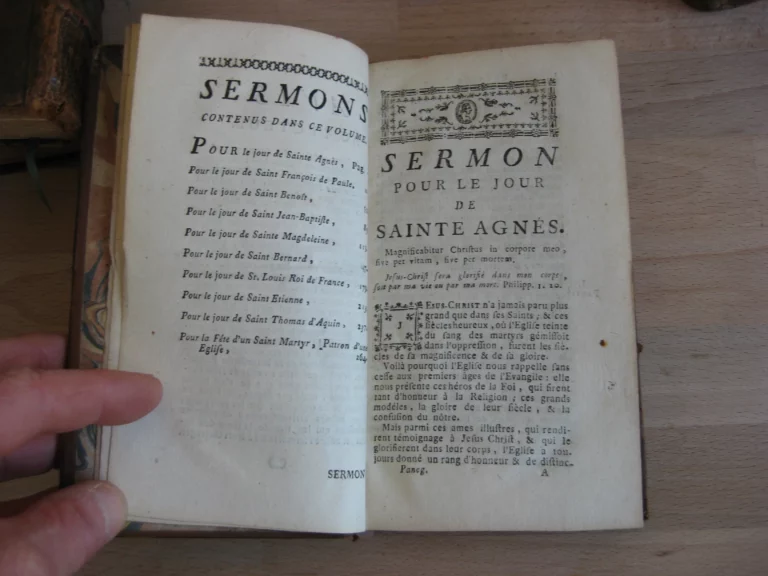 SERMONS
CONTENUS DANS CE VOLUME.
POUR le jour de Sainte Agnès, Pag.
Pour le jour de Saint François de Paule,
Pour le jour de Saint Benoſt,
Pour le jour de Saint Jean-Baptiſte,
Pour le jour de Sainte Magdeleine,
Pour le jour de Saint Bernard,
Pour le jour de St. Louis Roi de France,
Pour le jour de Saint Etienne,
Pour le jour de Saint Thomas d'Aquin,
Pour la Fête d'un Saint Martyr, Patron d'une
Egliſe, 264
SERMON
SERMON
POUR LE JOUR
DE
SAINTE AGNÈS.
Magnificabitur Chriſtus in corpore meo,
ſive per vitam, ſive per mortem.
Jeſus-Chriſt ſera glorifié dans mon corps,
ſoit par ma vie ou par ma mort. Philipp. 1. 20.
JESUS-CHRIST n'a jamais paru plus
grand que dans ſes Saints; & ces
ſiècles heureux, où l'Egliſe teinte
du ſang des martyrs gémiſſoit
dans l'oppreſſion, furent les ſiè-
cles de ſa magnificence & de ſa gloire.
Voilà pourquoi l'Egliſe nous rappelle ſans
ceſſe aux premiers âges de l'Evangile: elle
nous préſente ces héros de la Foi, qui firent
tant d'honneur à la Religion; ces grands
modèles, la gloire de leur ſiècle, & la
confuſion du nôtre.
Mais parmi ces ames illuſtres, qui rendi-
rent témoignage à Jeſus Chriſt, & qui le
glorifierent dans leur corps, l'Egliſe a tou-
jours donné un rang d'honneur & de diſtinc-
Paneg. A